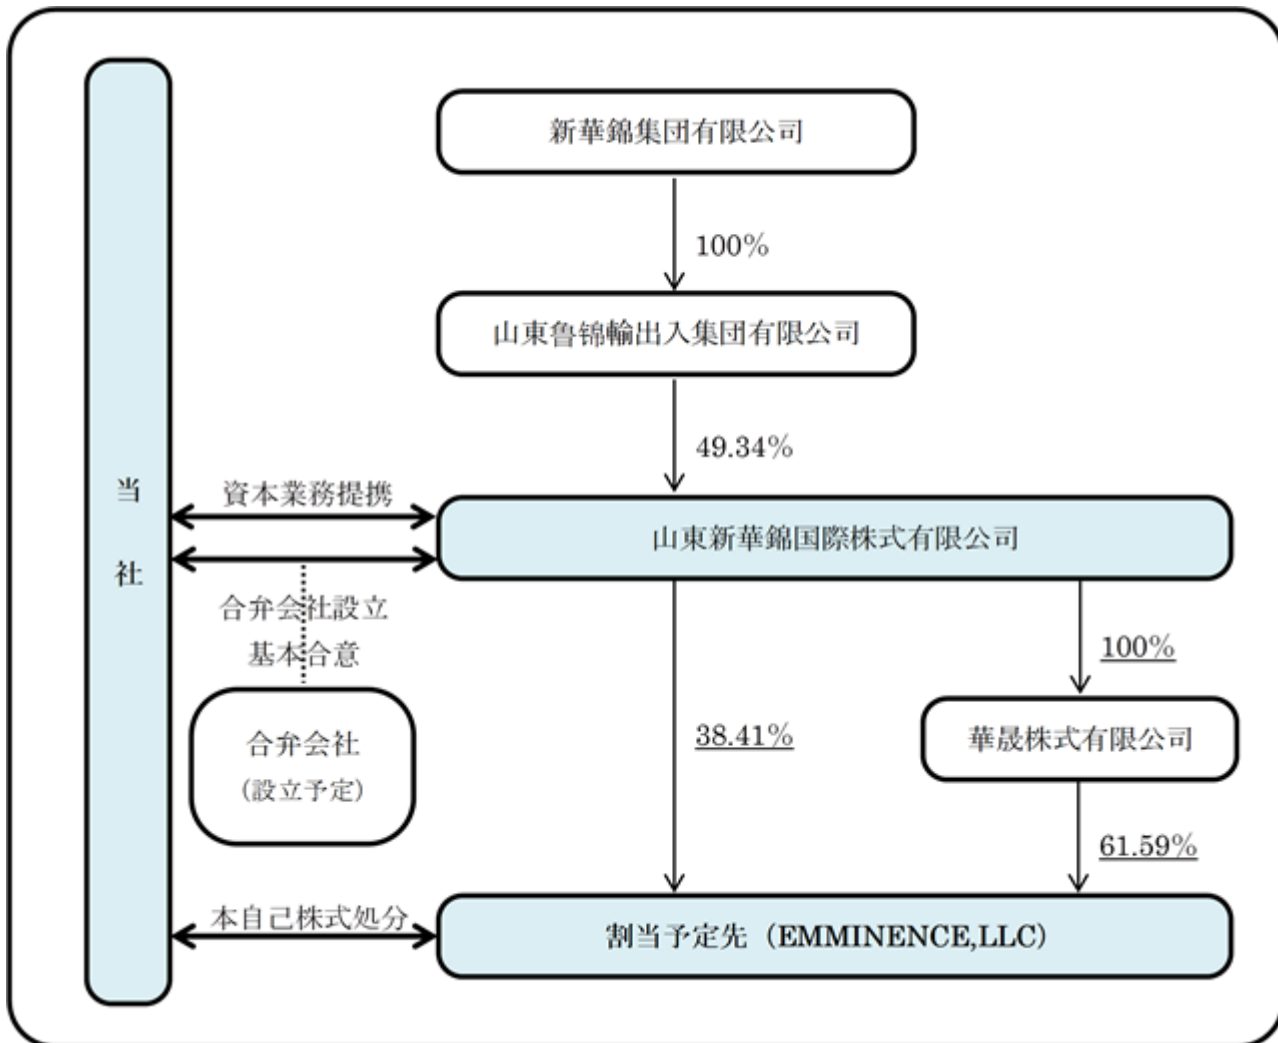 新華錦集団有限公司
100%
山東鲁锦輸出入集団有限公司
49.34%
当
社
資本業務提携
山東新華錦国際株式有限公司
合弁会社設立
基本合意
100%
38.41%
華晟株式有限公司
合弁会社
(設立予定)
61.59%
本自己株式処分
割当予定先（EMMINENCE,LLC）